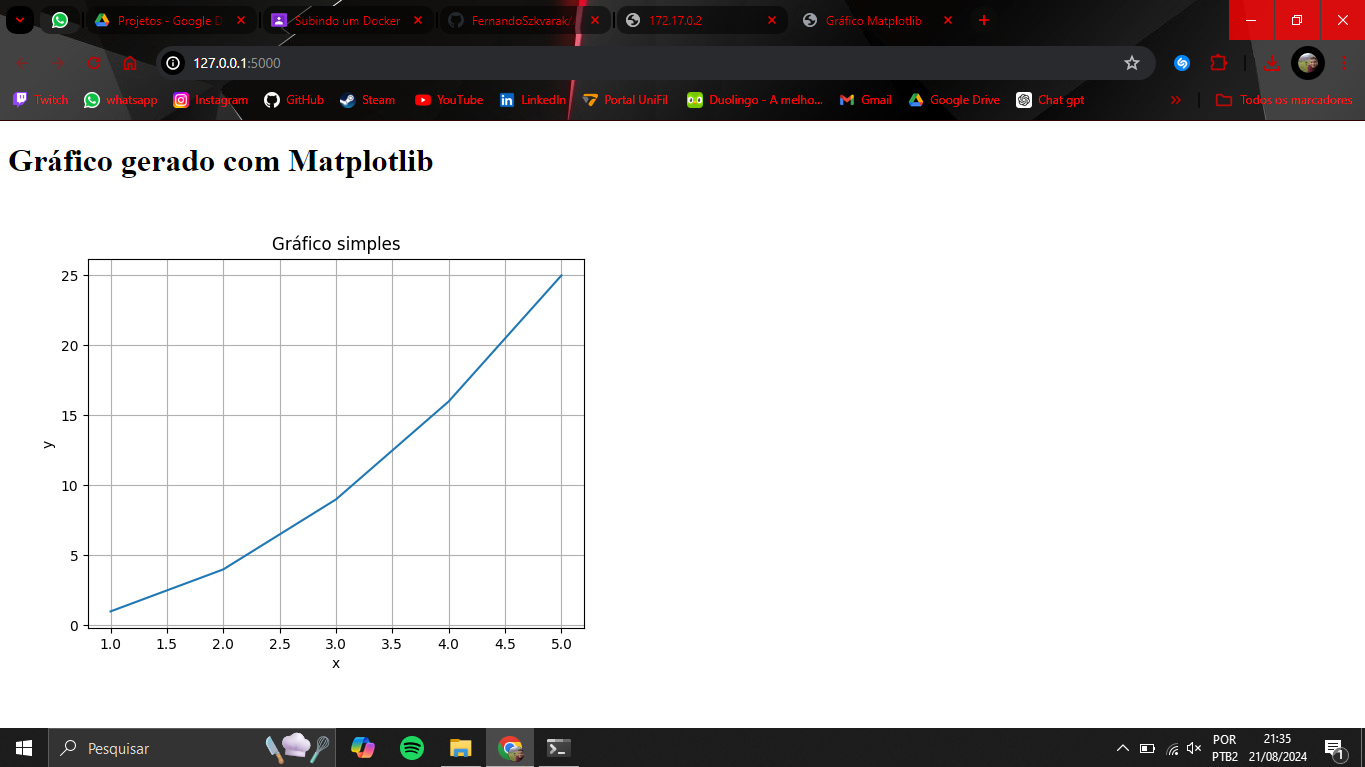 Projetos - Google D
Subindo um Docker
FernandoSzkvarak/
172.17.0.2
Gráfico Matplotlib
127.0.0.1:5000
Twitch
whatsapp
Instagram
GitHub
Steam
YouTube
LinkedIn
Portal UniFil
Duolingo - A melho...
Gmail
Google Drive
Chat gpt
»
Todos os marcadores
Gráfico gerado com Matplotlib
Gráfico simples
25
20
15
10
5
0
y
1.0 1.5 2.0 2.5 3.0 3.5 4.0 4.5 5.0
x
Pesquisar
POR
PTB2
21:35
21/08/2024
1